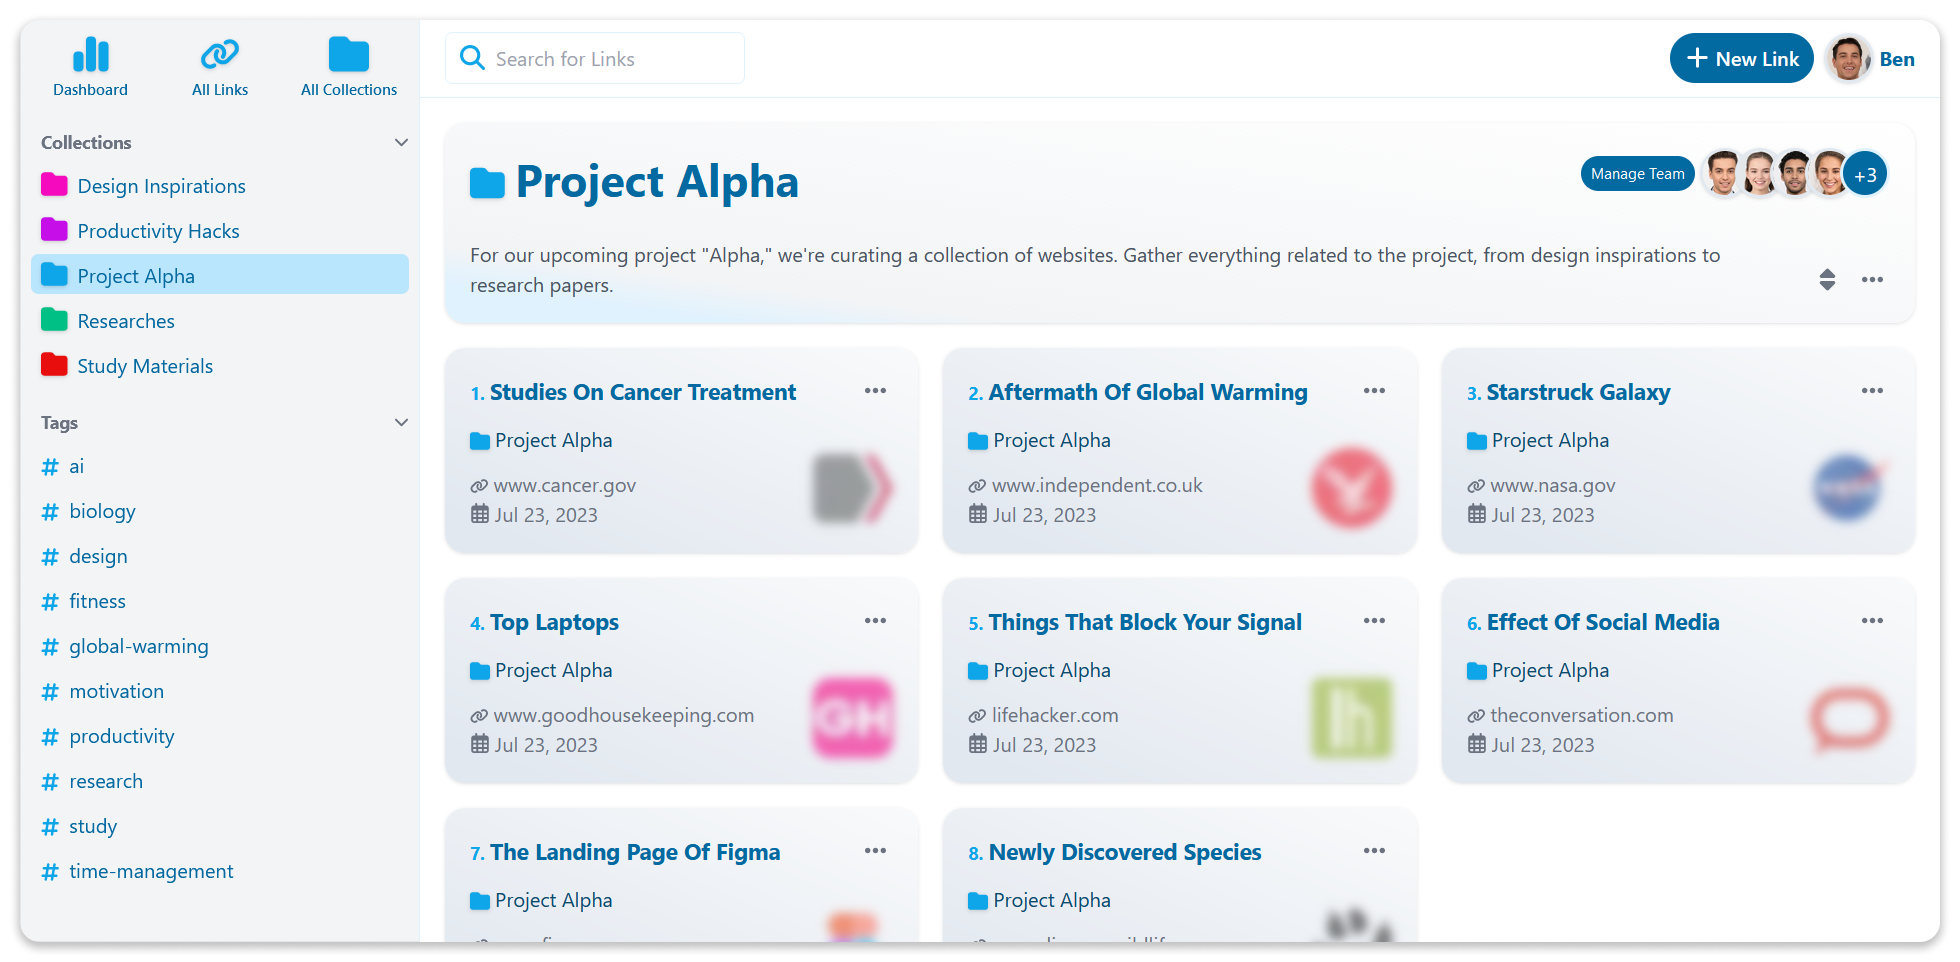 Dashboard
All Links
All Collections
Search for Links
New Link
Ben
Collections
Design Inspirations
Productivity Hacks
Project Alpha
Researches
Study Materials
Tags
# ai
# biology
# design
# fitness
# global-warming
# motivation
# productivity
# research
# study
# time-management
Project Alpha
Manage Team
+3
For our upcoming project "Alpha," we're curating a collection of websites. Gather everything related to the project, from design inspirations to
research papers.
1. Studies On Cancer Treatment
Project Alpha
www.cancer.gov
Jul 23, 2023
2. Aftermath Of Global Warming
Project Alpha
www.independent.co.uk
Jul 23, 2023
3. Starstruck Galaxy
Project Alpha
www.nasa.gov
Jul 23, 2023
4. Top Laptops
Project Alpha
www.goodhousekeeping.com
Jul 23, 2023
GH
5. Things That Block Your Signal
Project Alpha
lifehacker.com
Jul 23, 2023
lh
6. Effect Of Social Media
Project Alpha
theconversation.com
Jul 23, 2023
7. The Landing Page Of Figma
Project Alpha
8. Newly Discovered Species
Project Alpha